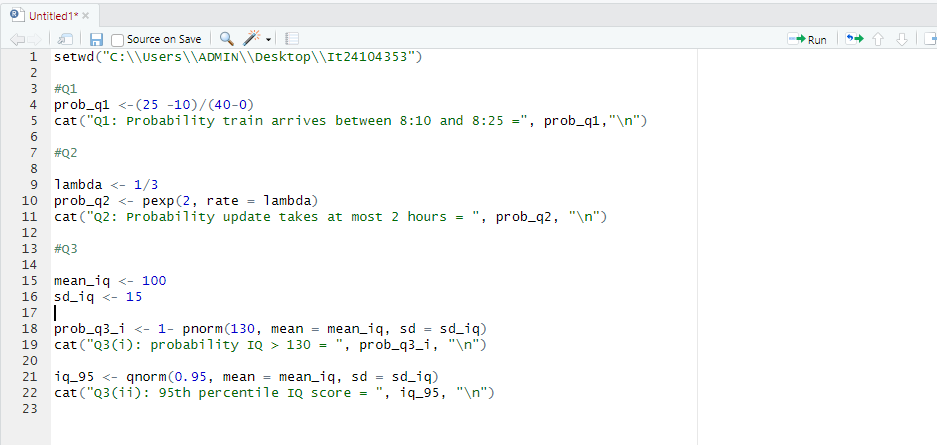 Untitled1*
Source on Save Run
1 setwd("C:\\Users\\ADMIN\\Desktop\\It24104353")
2
3 #Q1
4 prob_q1 <-(25 -10)/(40-0)
5 cat("Q1: Probability train arrives between 8:10 and 8:25 =", prob_q1,"\n")
6
7 #Q2
8
9 lambda <- 1/3
10 prob_q2 <- pexp(2, rate = lambda)
11 cat("Q2: Probability update takes at most 2 hours = ", prob_q2, "\n")
12
13 #Q3
14
15 mean_iq <- 100
16 sd_iq <- 15
17
18 prob_q3_i <- 1- pnorm(130, mean = mean_iq, sd = sd_iq)
19 cat("Q3(i): probability IQ > 130 = ", prob_q3_i, "\n")
20
21 iq_95 <- qnorm(0.95, mean = mean_iq, sd = sd_iq)
22 cat("Q3(ii): 95th percentile IQ score = ", iq_95, "\n")
23